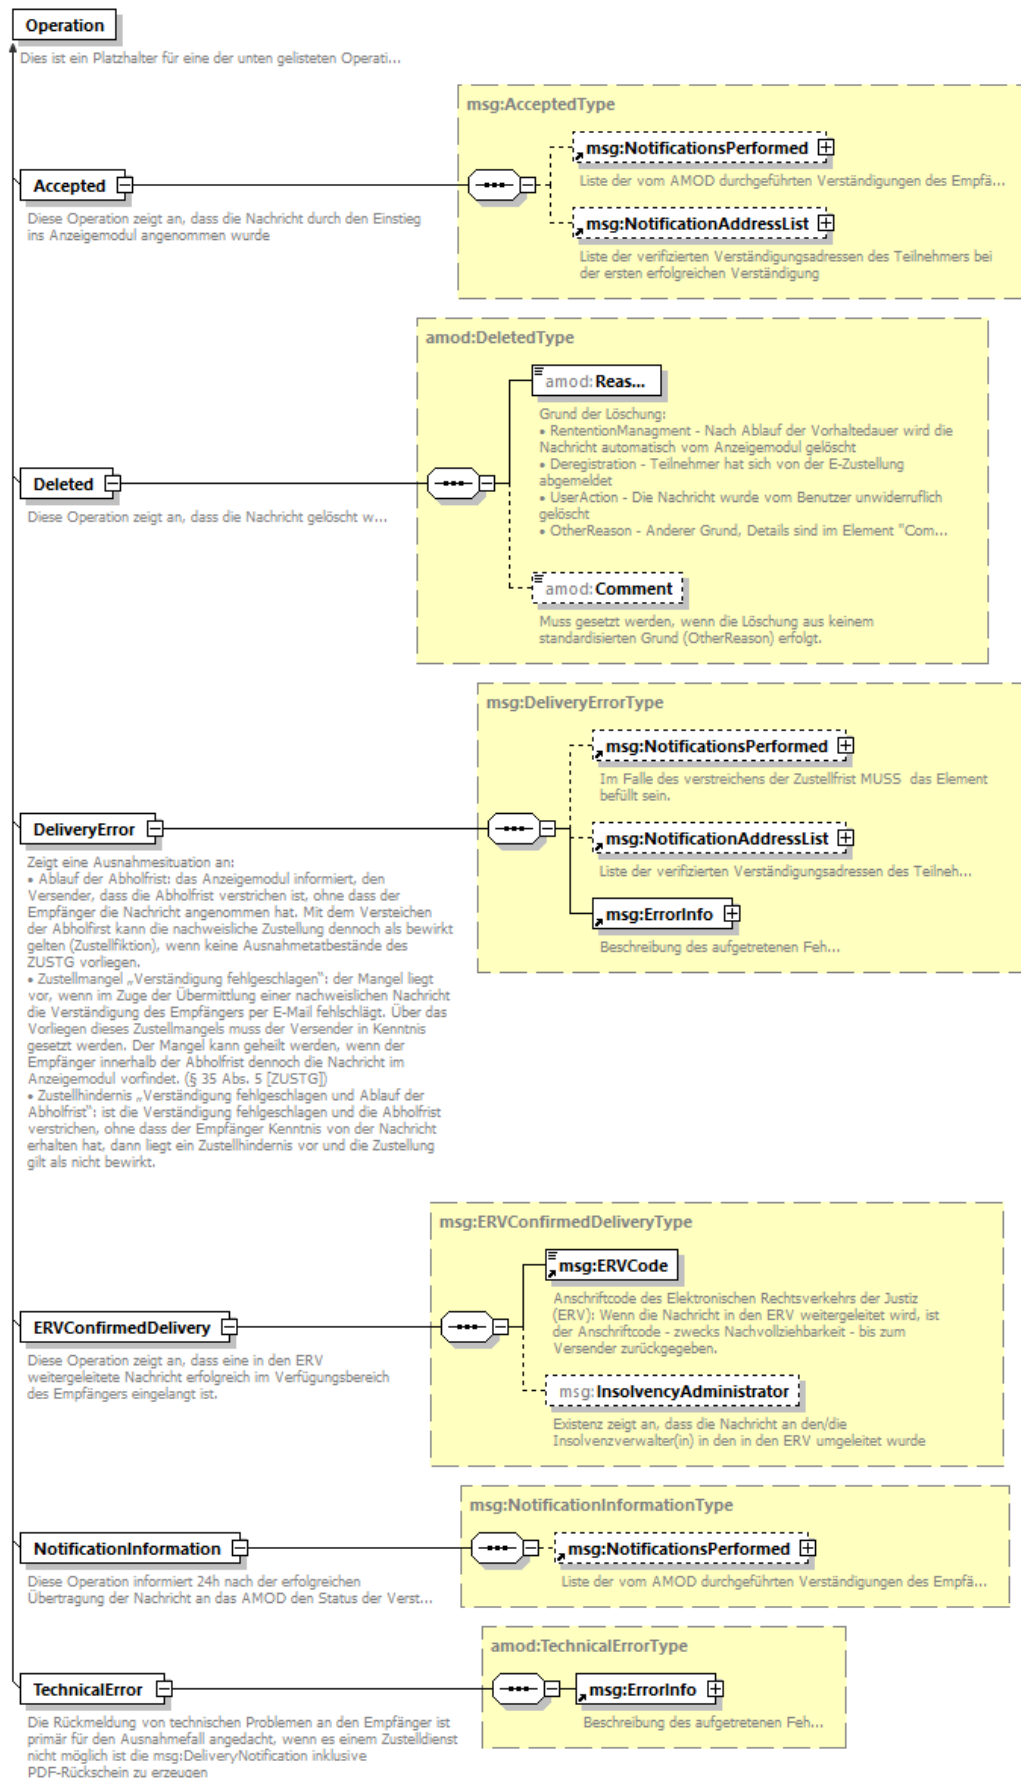 Operation
Dies ist ein Platzhalter für eine der unten gelisteten Operati...
msg:AcceptedType
msg:NotificationsPerformed
Liste der vom AMOD durchgeführten Verständigungen des Empfä...
Accepted
Diese Operation zeigt an, dass die Nachricht durch den Einstieg
ins Anzeigemodul angenommen wurde
msg:NotificationAddressList
Liste der verifizierten Verständigungsadressen des Teilnehmers bei
der ersten erfolgreichen Verständigung
amod:DeletedType
amod:Reas...
Grund der Löschung:
• RententionManagment - Nach Ablauf der Vorhaltedauer wird die
Nachricht automatisch vom Anzeigemodul gelöscht
• Deregistration - Teilnehmer hat sich von der E-Zustellung
abgemeldet
• UserAction - Die Nachricht wurde vom Benutzer unwiderruflich
gelöscht
• OtherReason - Anderer Grund, Details sind im Element "Com...
Deleted
Diese Operation zeigt an, dass die Nachricht gelöscht w...
amod:Comment
Muss gesetzt werden, wenn die Löschung aus keinem
standardisierten Grund (OtherReason) erfolgt.
msg:DeliveryErrorType
msg:NotificationsPerformed
Im Falle des verstreichens der Zustellfrist MUSS das Element
befüllt sein.
DeliveryError
msg:NotificationAddressList
Liste der verifizierten Verständigungsadressen des Teilneh...
msg:ErrorInfo
Beschreibung des aufgetretenen Feh...
Zeigt eine Ausnahmesituation an:
• Ablauf der Abholfrist: das Anzeigemodul informiert, den
Versender, dass die Abholfrist verstrichen ist, ohne dass der
Empfänger die Nachricht angenommen hat. Mit dem Versteichen
der Abholfirst kann die nachweisliche Zustellung dennoch als bewirkt
gelten (Zustellfiktion), wenn keine Ausnahmetatbestände des
ZUSTG vorliegen.
• Zustellmangel „Verständigung fehlgeschlagen“: der Mangel liegt
vor, wenn im Zuge der Übermittlung einer nachweislichen Nachricht
die Verständigung des Empfängers per E-Mail fehlschlägt. Über das
Vorliegen dieses Zustellmangels muss der Versender in Kenntnis
gesetzt werden. Der Mangel kann geheilt werden, wenn der
Empfänger innerhalb der Abholfrist dennoch die Nachricht im
Anzeigemodul vorfindet. (§ 35 Abs. 5 [ZUSTG])
• Zustellhindernis „Verständigung fehlgeschlagen und Ablauf der
Abholfrist“: ist die Verständigung fehlgeschlagen und die Abholfrist
verstrichen, ohne dass der Empfänger Kenntnis von der Nachricht
erhalten hat, dann liegt ein Zustellhindernis vor und die Zustellung
gilt als nicht bewirkt.
msg:ERVConfirmedDeliveryType
msg:ERVCode
Anschriftcode des Elektronischen Rechtsverkehrs der Justiz
(ERV): Wenn die Nachricht in den ERV weitergeleitet wird, ist
der Anschriftcode - zwecks Nachvollziehbarkeit - bis zum
Versender zurückgegeben.
ERVConfirmedDelivery
Diese Operation zeigt an, dass eine in den ERV
weitergeleitete Nachricht erfolgreich im Verfügungsbereich
des Empfängers eingelangt ist.
msg:InsolvencyAdministrator
Existenz zeigt an, dass die Nachricht an den/die
Insolvenzverwalter(in) in den in den ERV umgeleitet wurde
msg:NotificationInformationType
NotificationInformation
msg:NotificationsPerformed
Liste der vom AMOD durchgeführten Verständigungen des Empfä...
Diese Operation informiert 24h nach der erfolgreichen
Übertragung der Nachricht an das AMOD den Status der Verst...
amod:TechnicalErrorType
TechnicalError
msg:ErrorInfo
Beschreibung des aufgetretenen Feh...
Die Rückmeldung von technischen Problemen an den Empfänger ist
primär für den Ausnahmefall angedacht, wenn es einem Zustelldienst
nicht möglich ist die msg:DeliveryNotification inklusive
PDF-Rückschein zu erzeugen